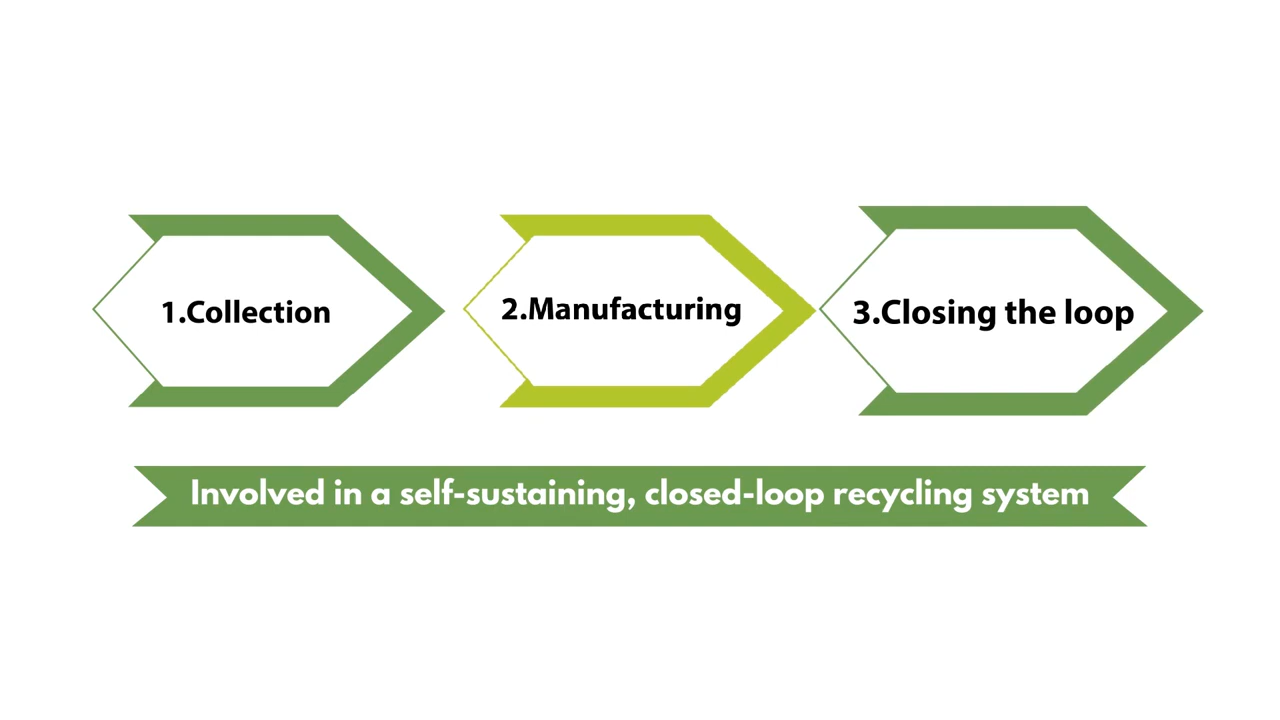 1.Collection
2.Manufacturing
3.Closing the loop
Involved in a self-sustaining, closed-loop recycling system